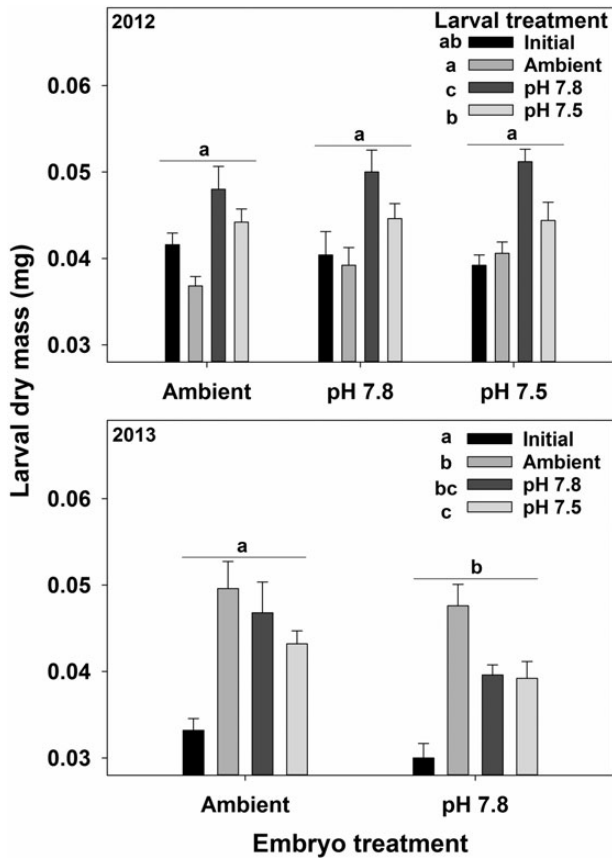 2012
Larval treatment
ab Initial
a Ambient
c pH 7.8
b pH 7.5
0.06
0.05
0.04
0.03
a
a
a
Ambient
pH 7.8
pH 7.5
Larval dry mass (mg)
2013
a Initial
b Ambient
bc pH 7.8
c pH 7.5
0.06
0.05
0.04
0.03
a
b
Ambient
pH 7.8
Embryo treatment